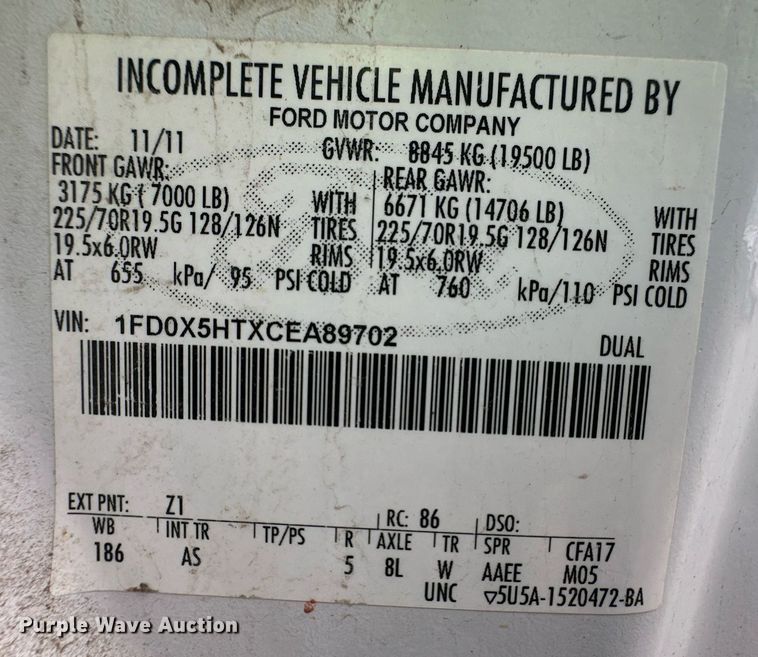 INCOMPLETE VEHICLE MANUFACTURED BY
FORD MOTOR COMPANY
DATE: 11/11 GVWR: 8845 KG (19500 LB)
FRONT GAWR: REAR GAWR:
3175 KG ( 7000 LB) WITH 6671 KG (14706 LB) WITH
225/70R19.5G 128/126N TIRES 225/70R19.5G 128/126N TIRES
19.5x6.0RW RIMS 19.5x6.0RW RIMS
AT 655 kPa/ 95 PSI COLD AT 760 kPa/110 PSI COLD
VIN: 1FD0X5HTXCEA89702 DUAL
EXT PNT: Z1 RC: 86 DSO:
WB INT TR TP/PS R AXLE TR SPR CFA17
186 AS 5 8L W AAEE M05
UNC ▽5U5A-1520472-BA
Purple Wave Auction